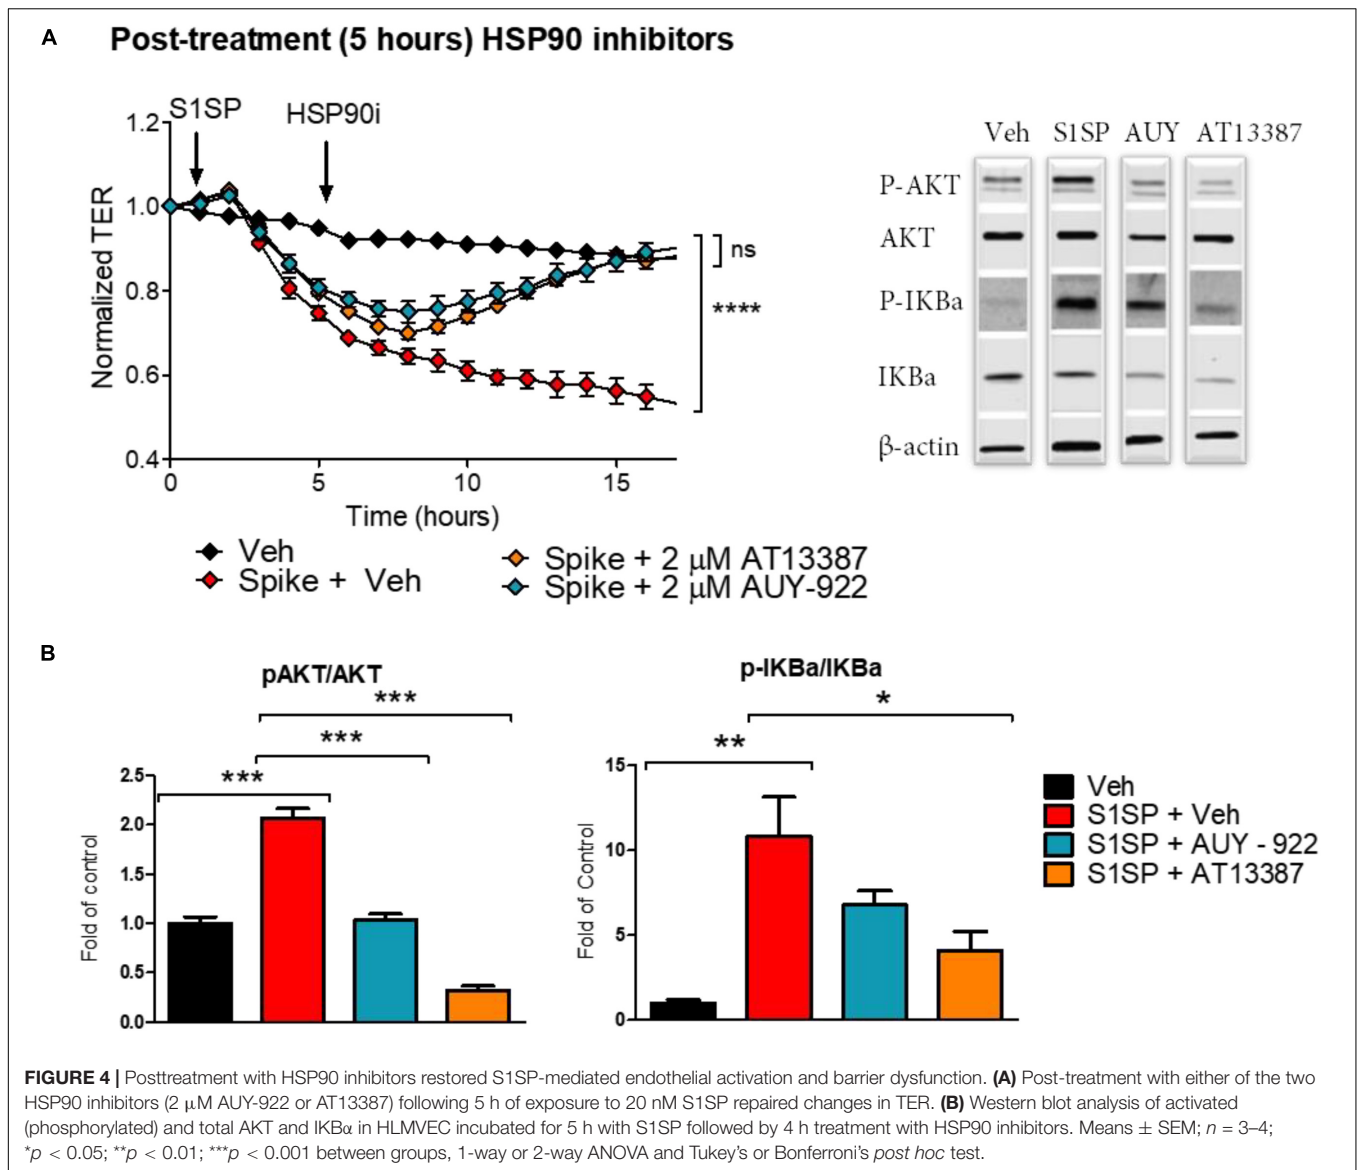 A Post-treatment (5 hours) HSP90 inhibitors
S1SP
HSP90i
1.2
1.0
0.8
0.6
0.4
Normalized TER
0 5 10 15
Time (hours)
ns
****
Veh
Spike + Veh
Spike + 2 μM AT13387
Spike + 2 μM AUY-922
Veh S1SP AUY AT13387
P-AKT
AKT
P-IKBa
IKBa
β-actin
B
pAKT/AKT
***
***
***
2.5
2.0
1.5
1.0
0.5
0.0
Fold of control
p-IKBa/IKBa
*
**
15
10
5
0
Fold of Control
Veh
S1SP + Veh
S1SP + AUY - 922
S1SP + AT13387
FIGURE 4 | Posttreatment with HSP90 inhibitors restored S1SP-mediated endothelial activation and barrier dysfunction. (A) Post-treatment with either of the two
HSP90 inhibitors (2 μM AUY-922 or AT13387) following 5 h of exposure to 20 nM S1SP repaired changes in TER. (B) Western blot analysis of activated
(phosphorylated) and total AKT and IKBα in HLMVEC incubated for 5 h with S1SP followed by 4 h treatment with HSP90 inhibitors. Means ± SEM; n = 3–4;
*p < 0.05; **p < 0.01; ***p < 0.001 between groups, 1-way or 2-way ANOVA and Tukey's or Bonferroni's post hoc test.